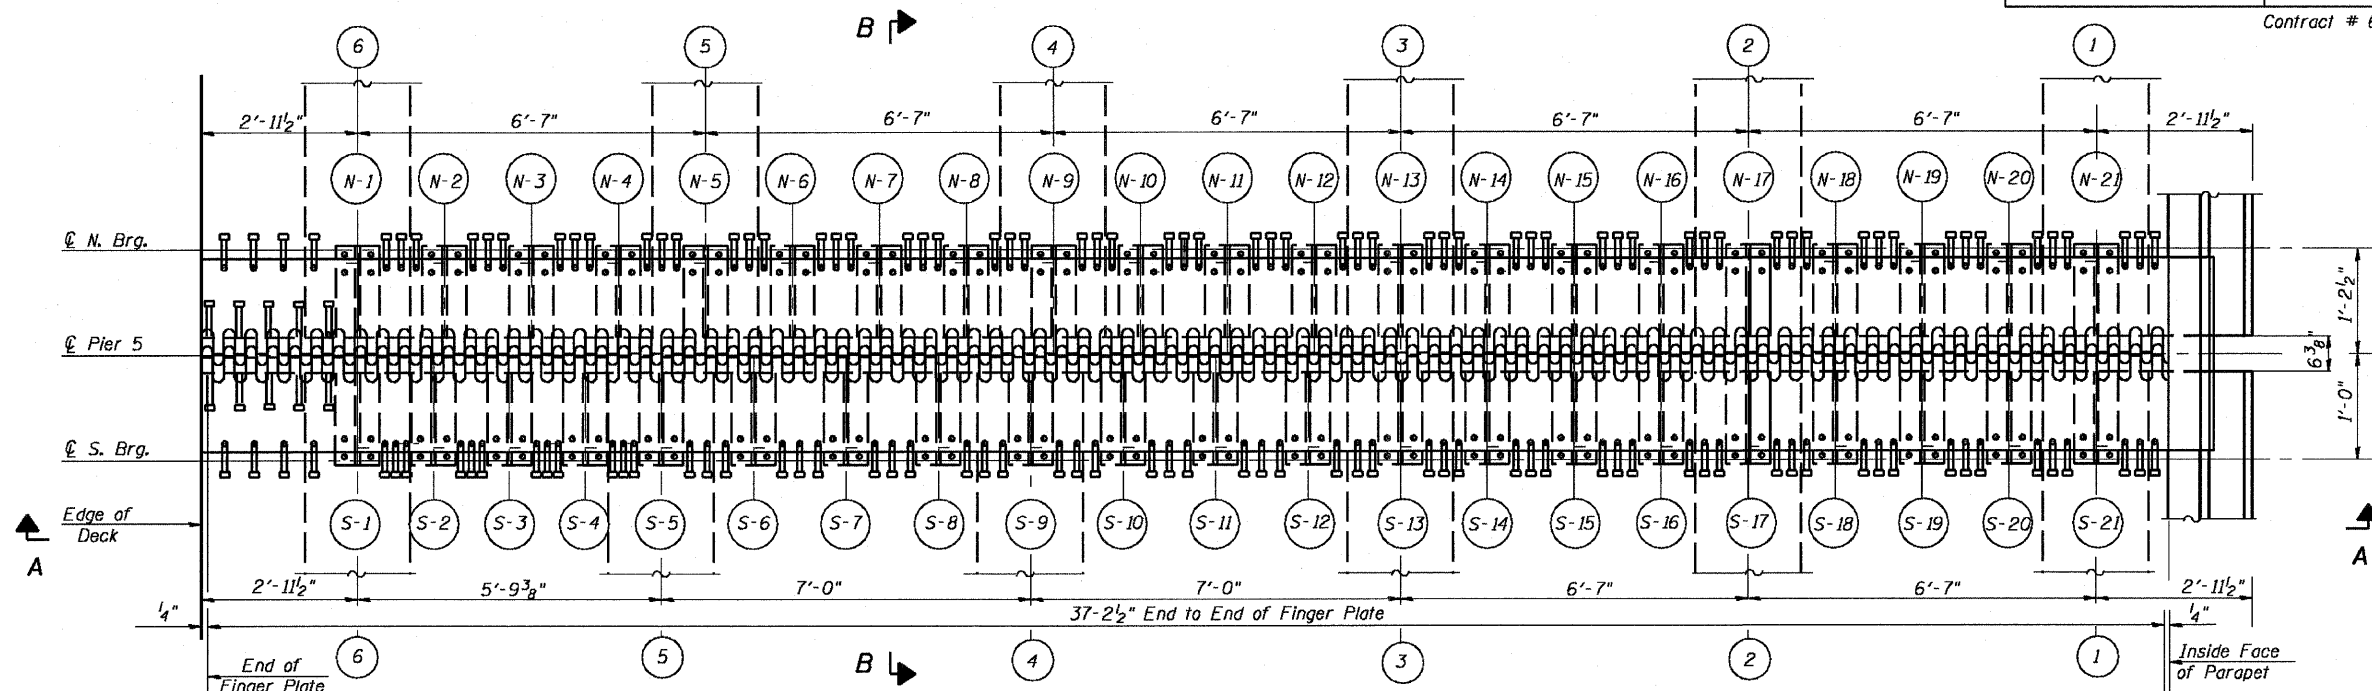 Contract # 6
B
6 5 4 3 2 1
2'-11½" 6'-7" 6'-7" 6'-7" 6'-7" 6'-7" 2'-11½"
N-1 N-2 N-3 N-4 N-5 N-6 N-7 N-8 N-9 N-10 N-11 N-12 N-13 N-14 N-15 N-16 N-17 N-18 N-19 N-20 N-21
℄ N. Brg.
1'-2½"
℄ Pier 5
6⅜"
1'-0"
℄ S. Brg.
Edge of
Deck
S-1 S-2 S-3 S-4 S-5 S-6 S-7 S-8 S-9 S-10 S-11 S-12 S-13 S-14 S-15 S-16 S-17 S-18 S-19 S-20 S-21
A A
2'-11½" 5'-9⅜" 7'-0" 7'-0" 6'-7" 6'-7" 2'-11½"
¼" 37-2½" End to End of Finger Plate ¼"
6 5 4 3 2 1
B
End of
Finger Plate
Inside Face
of Parapet